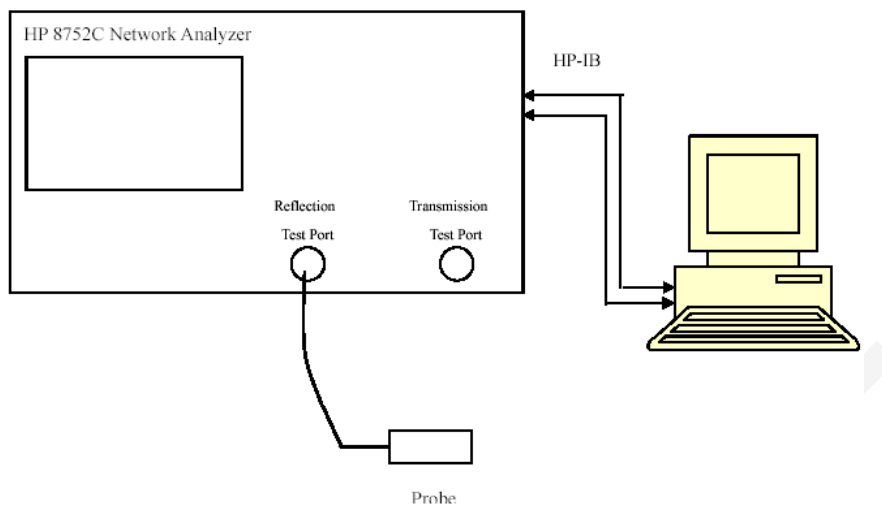 HP 8752C Network Analyzer
HP-IB
Reflection
Test Port
Transmission
Test Port
Probe